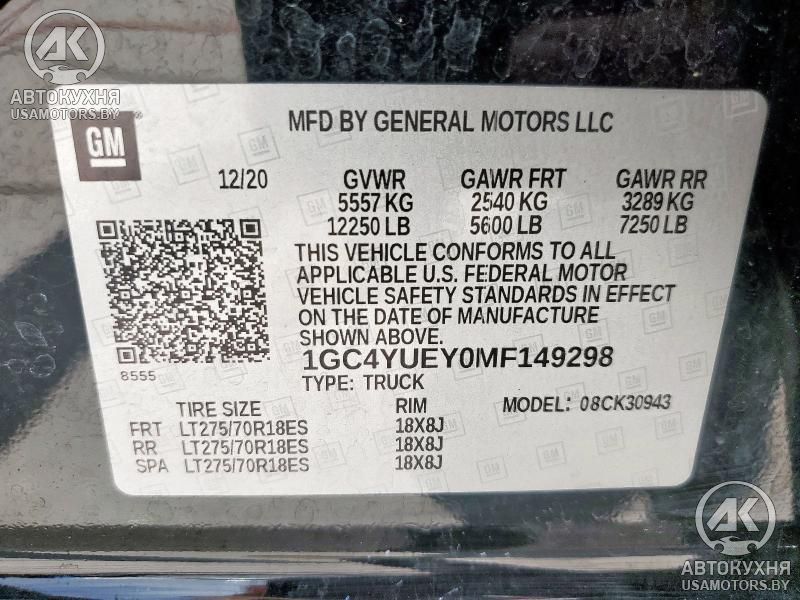 АК
АВТОКУХНЯ
USAMOTORS.BY
GM
MFD BY GENERAL MOTORS LLC
12/20 GVWR GAWR FRT GAWR RR
5557 KG 2540 KG 3289 KG
12250 LB 5600 LB 7250 LB
THIS VEHICLE CONFORMS TO ALL
APPLICABLE U.S. FEDERAL MOTOR
VEHICLE SAFETY STANDARDS IN EFFECT
ON THE DATE OF MANUFACTURE
SHOWN ABOVE.
8555
1GC4YUEY0MF149298
TYPE: TRUCK
TIRE SIZE RIM MODEL: 08CK30943
FRT LT275/70R18ES 18X8J
RR LT275/70R18ES 18X8J
SPA LT275/70R18ES 18X8J
АК
АВТОКУХНЯ
USAMOTORS.BY